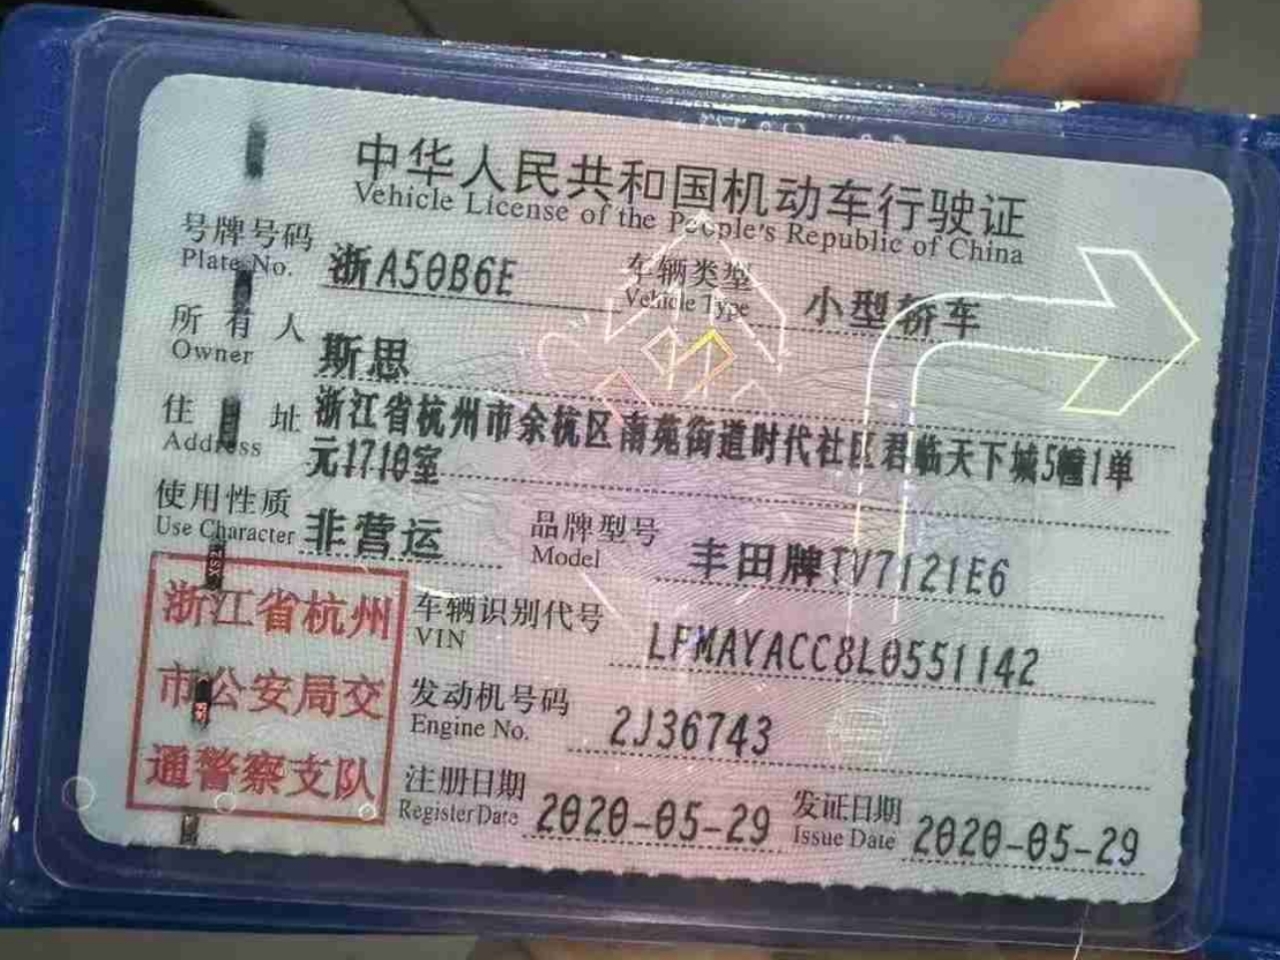 中华人民共和国机动车行驶证
Vehicle License of the People's Republic of China
号牌号码 浙A50B6E 车辆类型 小型轿车
Plate No. Vehicle Type
所有人 斯思
Owner
住址 浙江省杭州市余杭区南苑街道时代社区君临天下城5幢1单
Address 元1710室
使用性质 非营运 品牌型号 丰田牌TV7121E6
Use Character Model
浙江省杭州
市公安局交
通警察支队
车辆识别代号 LFMAYACC8L0551142
VIN
发动机号码 2J36743
Engine No.
注册日期 2020-05-29 发证日期 2020-05-29
Register Date Issue Date